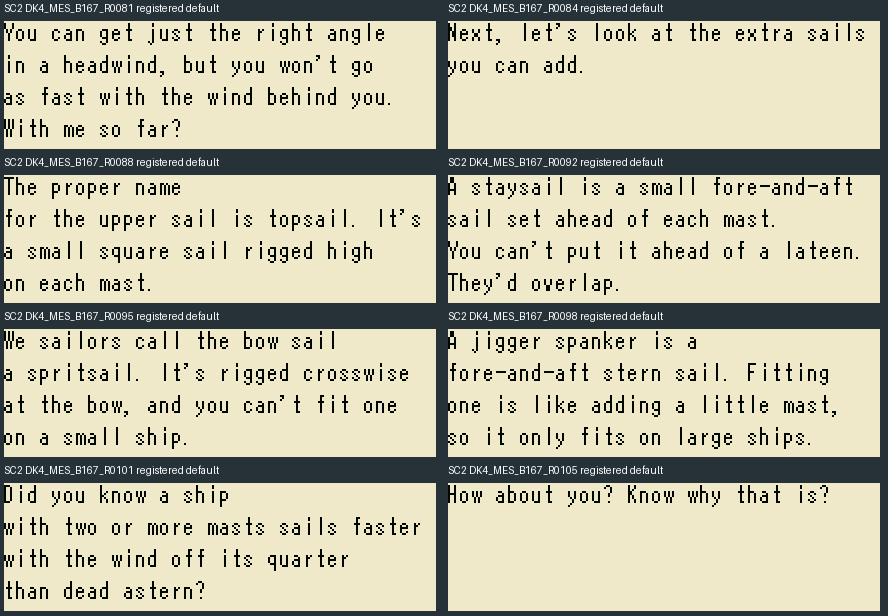 SC2 DK4_MES_B167_R0081 registered default
You can get just the right angle
in a headwind, but you won't go
as fast with the wind behind you.
With me so far?
SC2 DK4_MES_B167_R0084 registered default
Next, let's look at the extra sails
you can add.
SC2 DK4_MES_B167_R0088 registered default
The proper name
for the upper sail is topsail. It's
a small square sail rigged high
on each mast.
SC2 DK4_MES_B167_R0092 registered default
A staysail is a small fore-and-aft
sail set ahead of each mast.
You can't put it ahead of a lateen.
They'd overlap.
SC2 DK4_MES_B167_R0095 registered default
We sailors call the bow sail
a spritsail. It's rigged crosswise
at the bow, and you can't fit one
on a small ship.
SC2 DK4_MES_B167_R0098 registered default
A jigger spanker is a
fore-and-aft stern sail. Fitting
one is like adding a little mast,
so it only fits on large ships.
SC2 DK4_MES_B167_R0101 registered default
Did you know a ship
with two or more masts sails faster
with the wind off its quarter
than dead astern?
SC2 DK4_MES_B167_R0105 registered default
How about you? Know why that is?